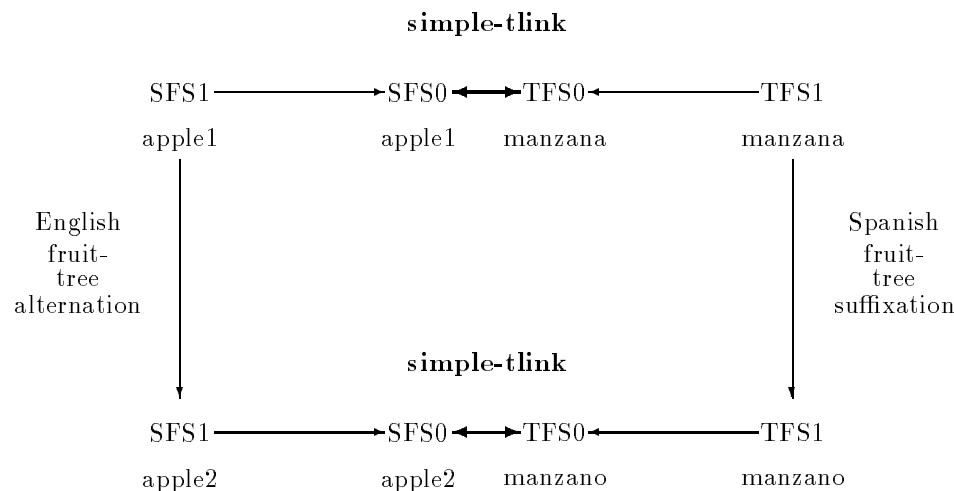 simple-tlink
SFS1 SFS0 TFS0 TFS1
apple1 apple1 manzana manzana
English
fruit-
tree
alternation
Spanish
fruit-
tree
suffixation
simple-tlink
SFS1 SFS0 TFS0 TFS1
apple2 apple2 manzano manzano